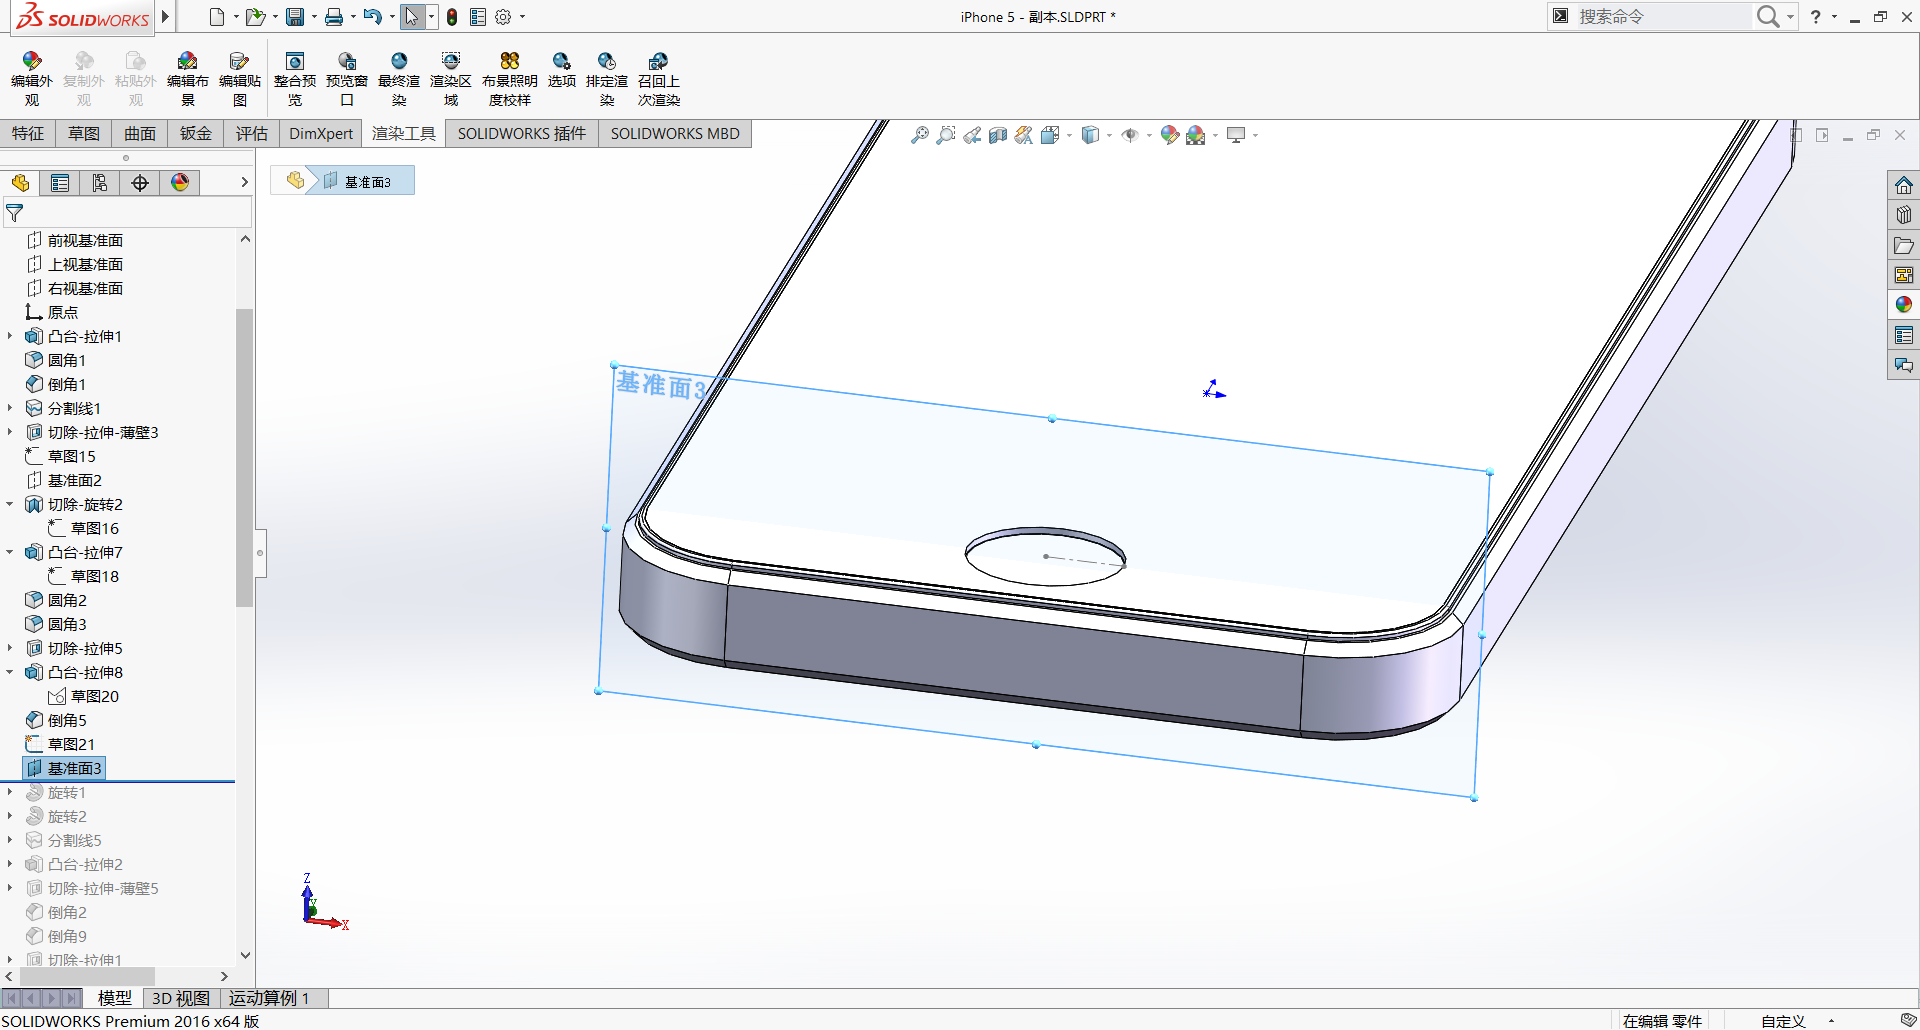 SOLIDWORKS
iPhone 5 - 副本.SLDPRT *
搜索命令
编辑外观
复制外观
粘贴外观
编辑布景
编辑贴图
整合预览
预览窗口
最终渲染
渲染区域
布景照明度校样
选项
排定渲染
召回上次渲染
特征 草图 曲面 钣金 评估 DimXpert 渲染工具 SOLIDWORKS 插件 SOLIDWORKS MBD
基准面3
前视基准面
上视基准面
右视基准面
原点
凸台-拉伸1
圆角1
倒角1
分割线1
切除-拉伸-薄壁3
草图15
基准面2
切除-旋转2
草图16
凸台-拉伸7
草图18
圆角2
圆角3
切除-拉伸5
凸台-拉伸8
草图20
倒角5
草图21
基准面3
旋转1
旋转2
分割线5
凸台-拉伸2
切除-拉伸-薄壁5
倒角2
倒角9
切除-拉伸1
基准面3
Z
Y
X
模型 3D 视图 运动算例 1
SOLIDWORKS Premium 2016 x64 版
在编辑 零件
自定义